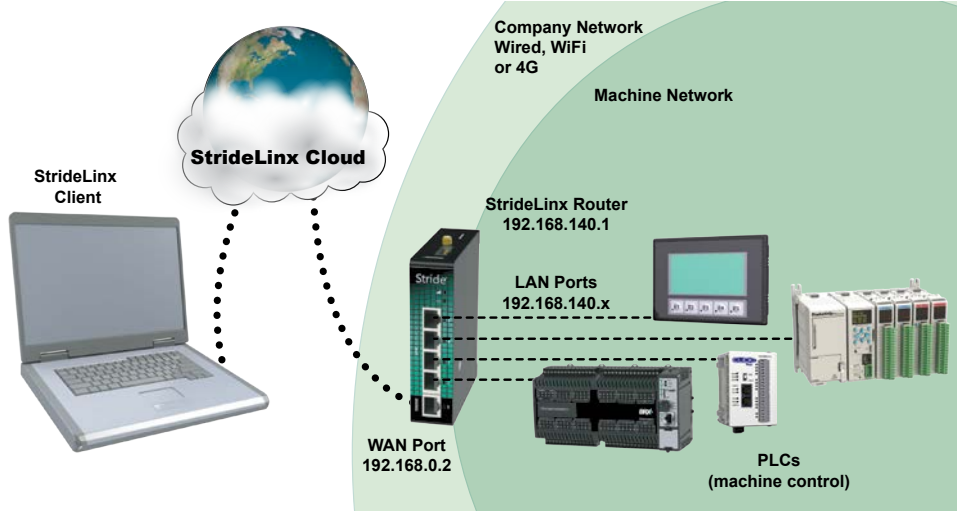 Company Network
Wired, WiFi
or 4G
Machine Network
StrideLinx Cloud
StrideLinx
Client
StrideLinx Router
192.168.140.1
Stride
LAN Ports
192.168.140.x
WAN Port
192.168.0.2
PLCs
(machine control)